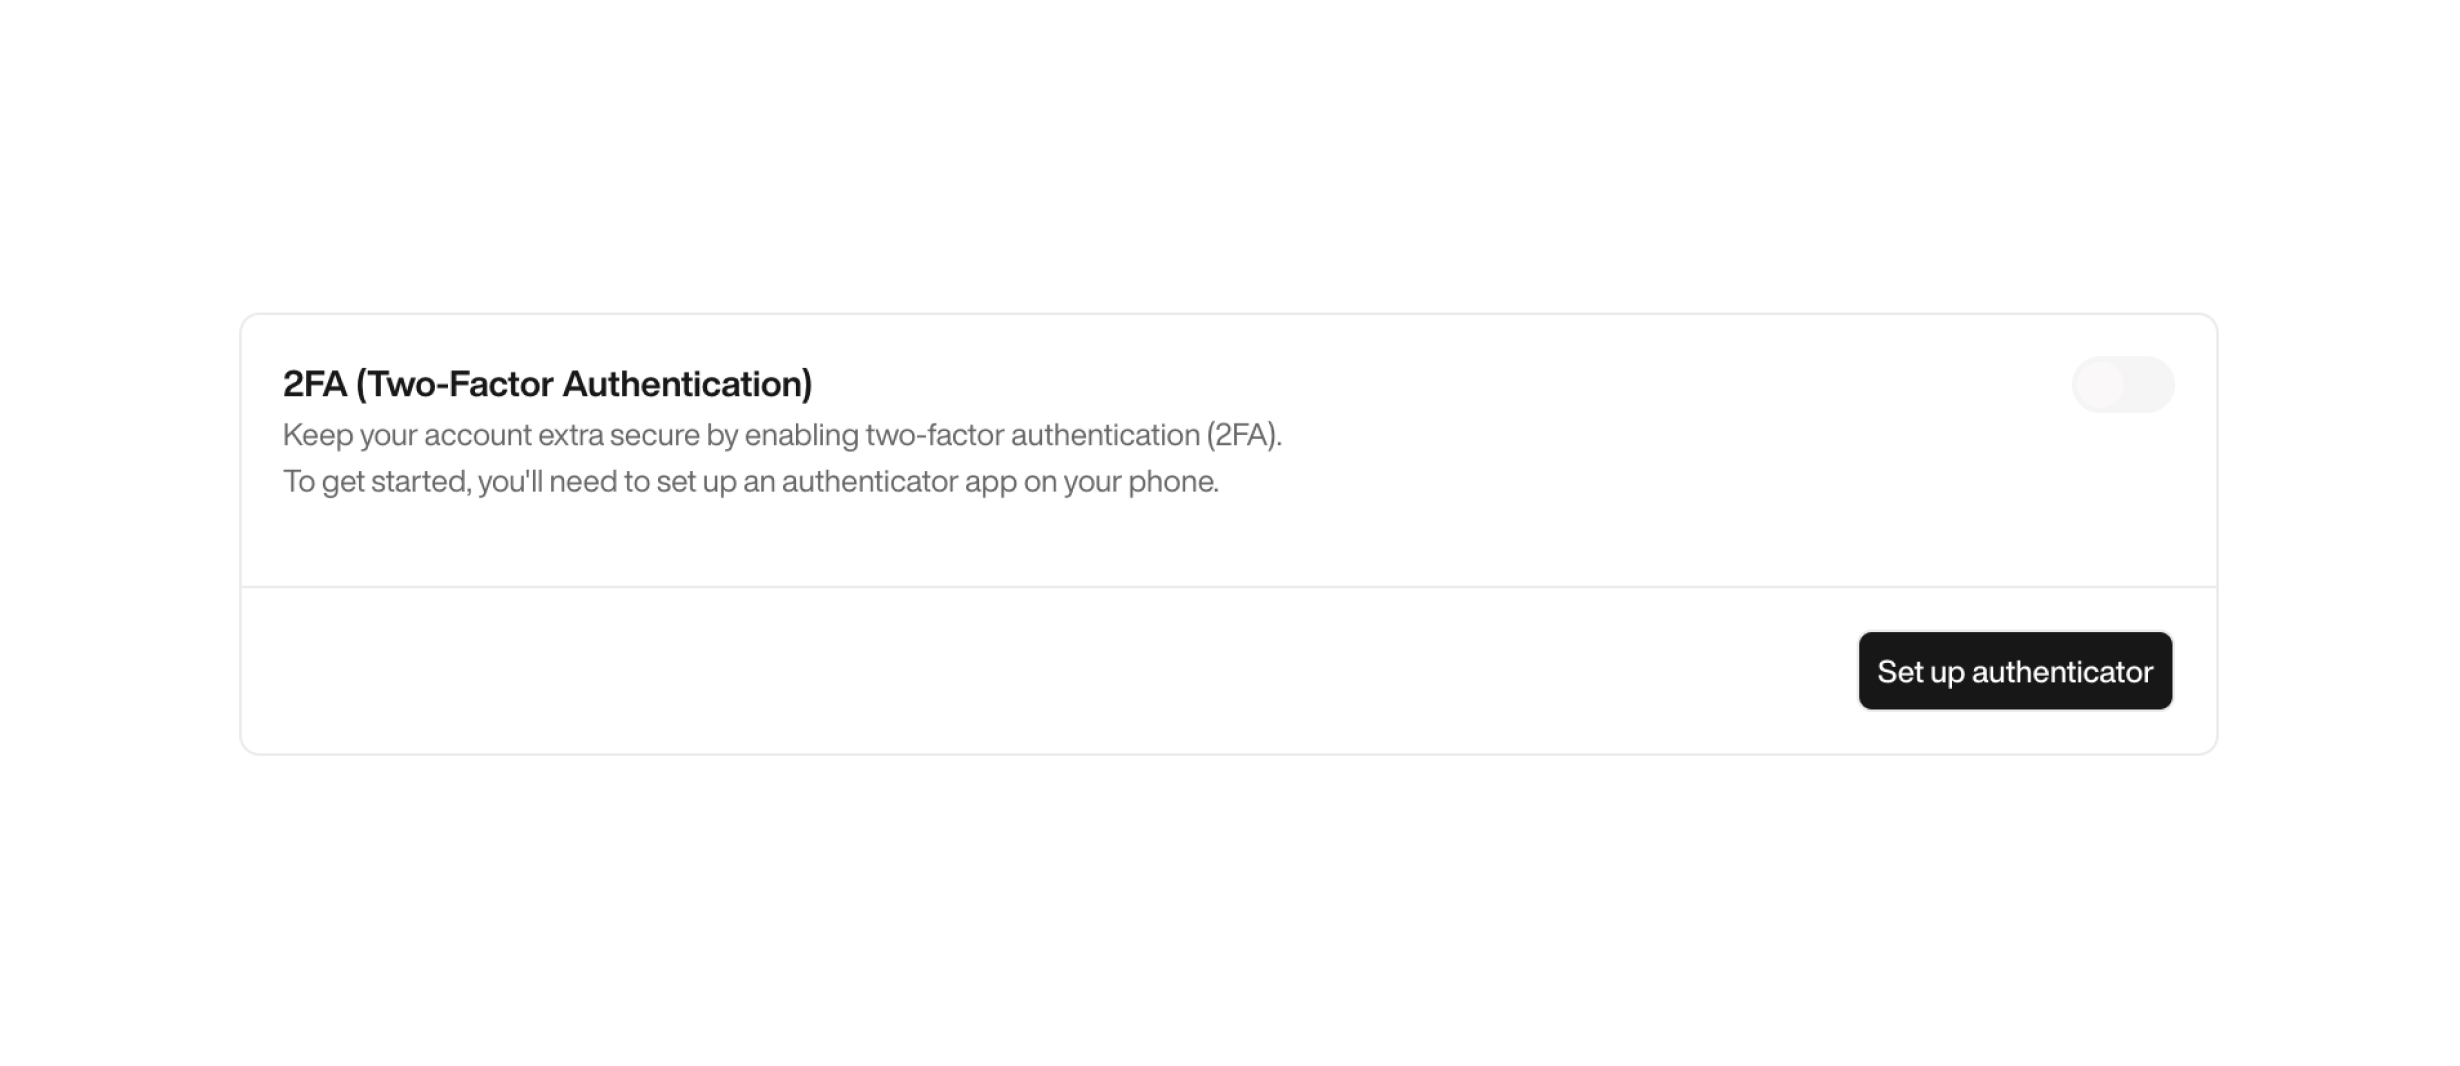 2FA (Two-Factor Authentication)
Keep your account extra secure by enabling two-factor authentication (2FA).
To get started, you'll need to set up an authenticator app on your phone.
Set up authenticator